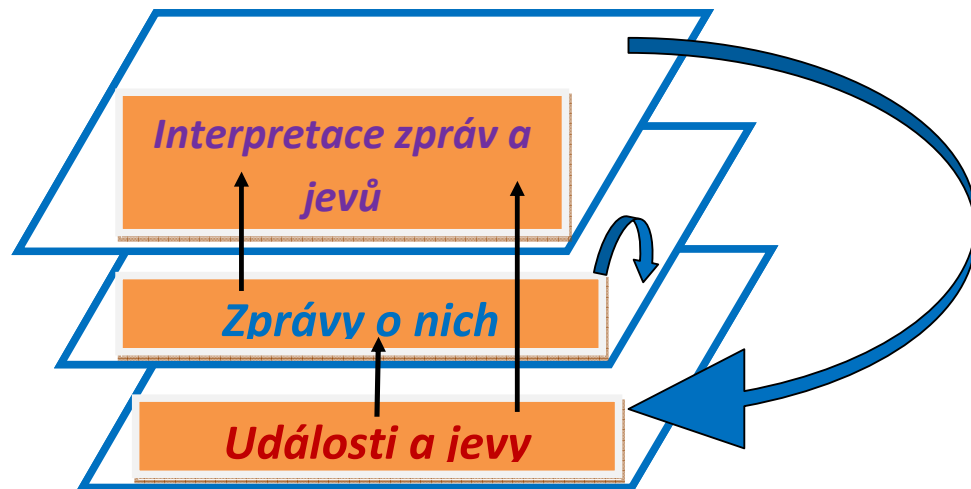 Interpretace zpráv a
jevů
Zprávy o nich
Události a jevy